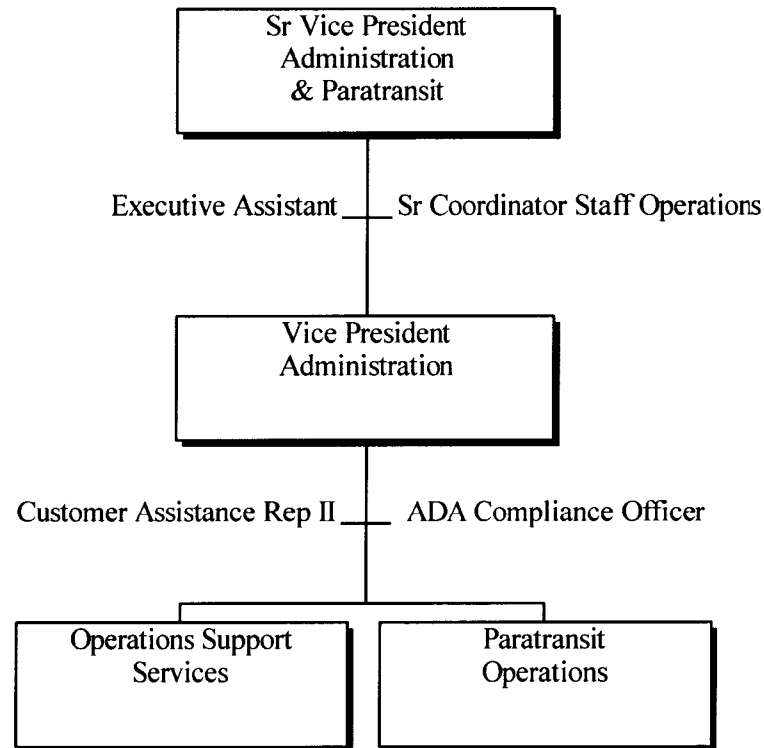 Sr Vice President
Administration
& Paratransit
Executive Assistant
Sr Coordinator Staff Operations
Vice President
Administration
Customer Assistance Rep II
ADA Compliance Officer
Operations Support
Services
Paratransit
Operations